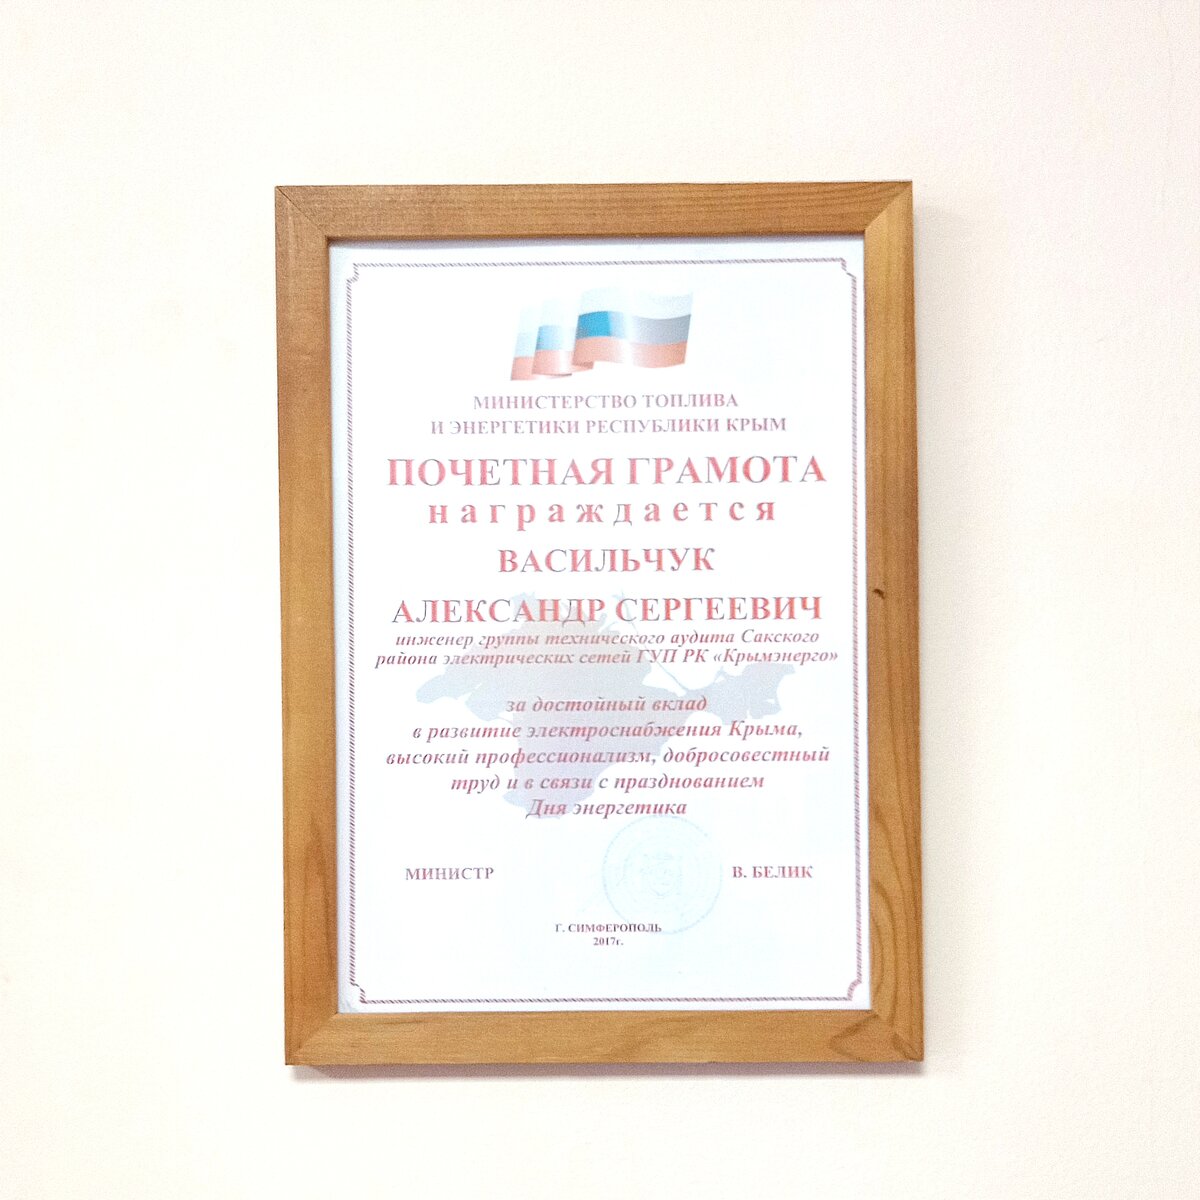 МИНИСТЕРСТВО ТОПЛИВА
И ЭНЕРГЕТИКИ РЕСПУБЛИКИ КРЫМ
ПОЧЕТНАЯ ГРАМОТА
награждается
ВАСИЛЬЧУК
АЛЕКСАНДР СЕРГЕЕВИЧ
инженер группы технического аудита Сакского
района электрических сетей ГУП РК «Крымэнерго»
за достойный вклад
в развитие электроснабжения Крыма,
высокий профессионализм, добросовестный
труд и в связи с празднованием
Дня энергетика
МИНИСТР В. БЕЛИК
Г. СИМФЕРОПОЛЬ
2017г.